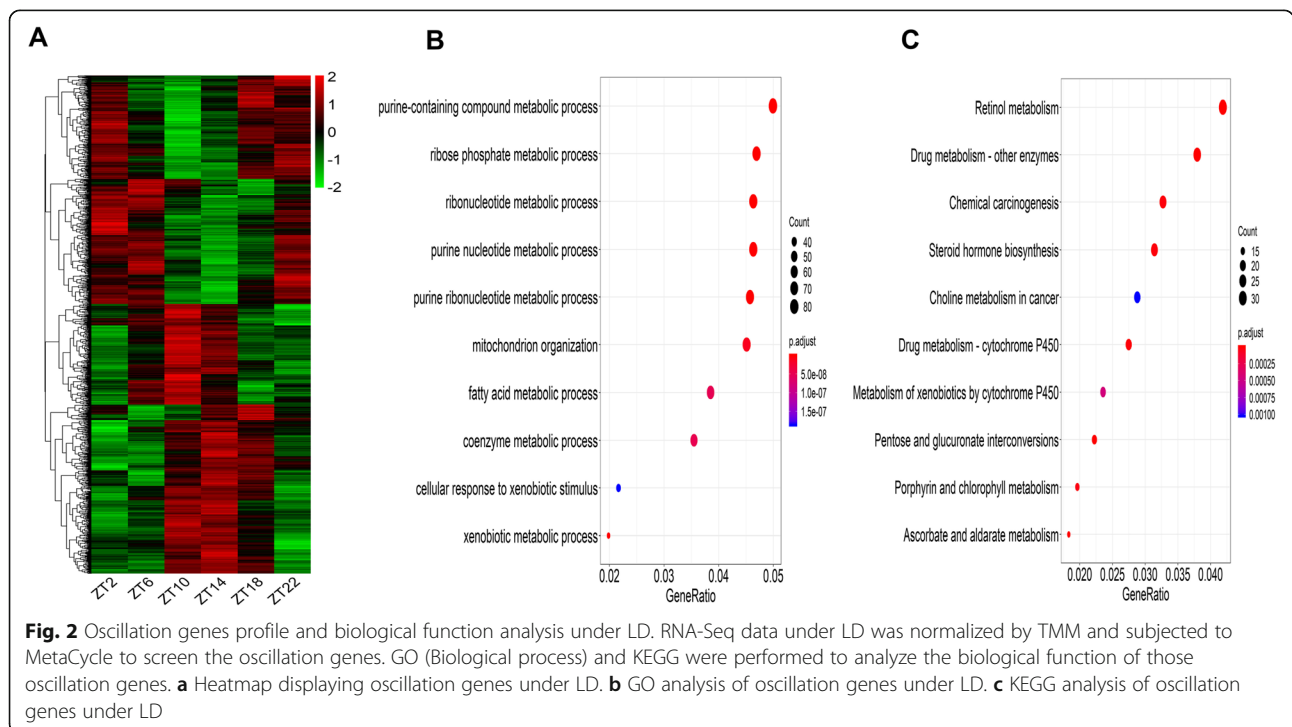 A
2
1
0
-1
-2
ZT2
ZT6
ZT10
ZT14
ZT18
ZT22
B
purine-containing compound metabolic process
ribose phosphate metabolic process
ribonucleotide metabolic process
purine nucleotide metabolic process
purine ribonucleotide metabolic process
mitochondrion organization
fatty acid metabolic process
coenzyme metabolic process
cellular response to xenobiotic stimulus
xenobiotic metabolic process
0.02
0.03
0.04
0.05
GeneRatio
Count
40
50
60
70
80
p.adjust
5.0e-08
1.0e-07
1.5e-07
C
Retinol metabolism
Drug metabolism - other enzymes
Chemical carcinogenesis
Steroid hormone biosynthesis
Choline metabolism in cancer
Drug metabolism - cytochrome P450
Metabolism of xenobiotics by cytochrome P450
Pentose and glucuronate interconversions
Porphyrin and chlorophyll metabolism
Ascorbate and aldarate metabolism
0.020
0.025
0.030
0.035
0.040
GeneRatio
Count
15
20
25
30
p.adjust
0.00025
0.00050
0.00075
0.00100
Fig. 2 Oscillation genes profile and biological function analysis under LD. RNA-Seq data under LD was normalized by TMM and subjected to
MetaCycle to screen the oscillation genes. GO (Biological process) and KEGG were performed to analyze the biological function of those
oscillation genes. a Heatmap displaying oscillation genes under LD. b GO analysis of oscillation genes under LD. c KEGG analysis of oscillation
genes under LD